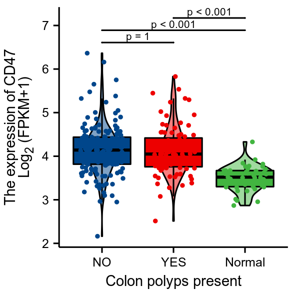 p < 0.001
p < 0.001
p = 1
7
6
5
4
3
2
The expression of CD47
Log2 (FPKM+1)
NO YES Normal
Colon polyps present